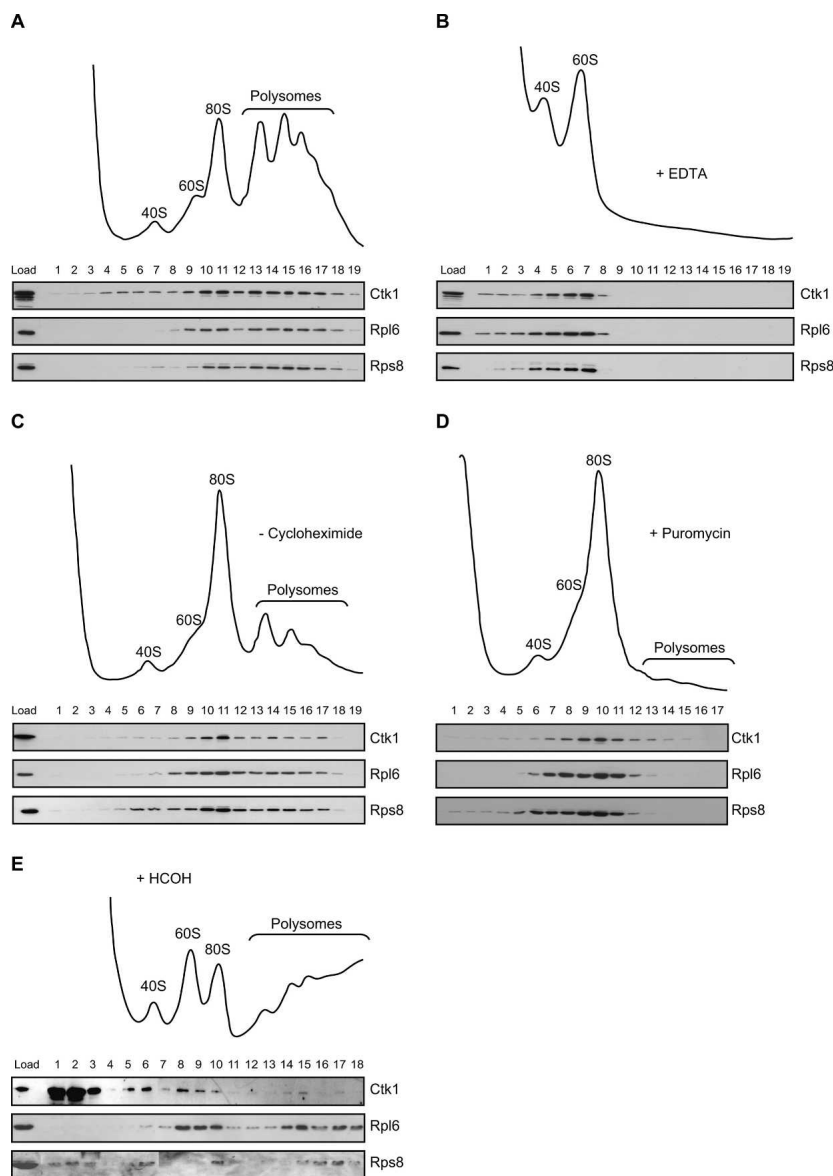 A
Polysomes
80S
60S
40S
Load 1 2 3 4 5 6 7 8 9 10 11 12 13 14 15 16 17 18 19
Ctk1
Rpl6
Rps8
B
60S
40S
+ EDTA
Load 1 2 3 4 5 6 7 8 9 10 11 12 13 14 15 16 17 18 19
Ctk1
Rpl6
Rps8
C
80S
- Cycloheximide
Polysomes
60S
40S
Load 1 2 3 4 5 6 7 8 9 10 11 12 13 14 15 16 17 18 19
Ctk1
Rpl6
Rps8
D
80S
+ Puromycin
60S
40S
Polysomes
1 2 3 4 5 6 7 8 9 10 11 12 13 14 15 16 17
Ctk1
Rpl6
Rps8
E
+ HCOH
Polysomes
60S
80S
40S
Load 1 2 3 4 5 6 7 8 9 10 11 12 13 14 15 16 17 18
Ctk1
Rpl6
Rps8